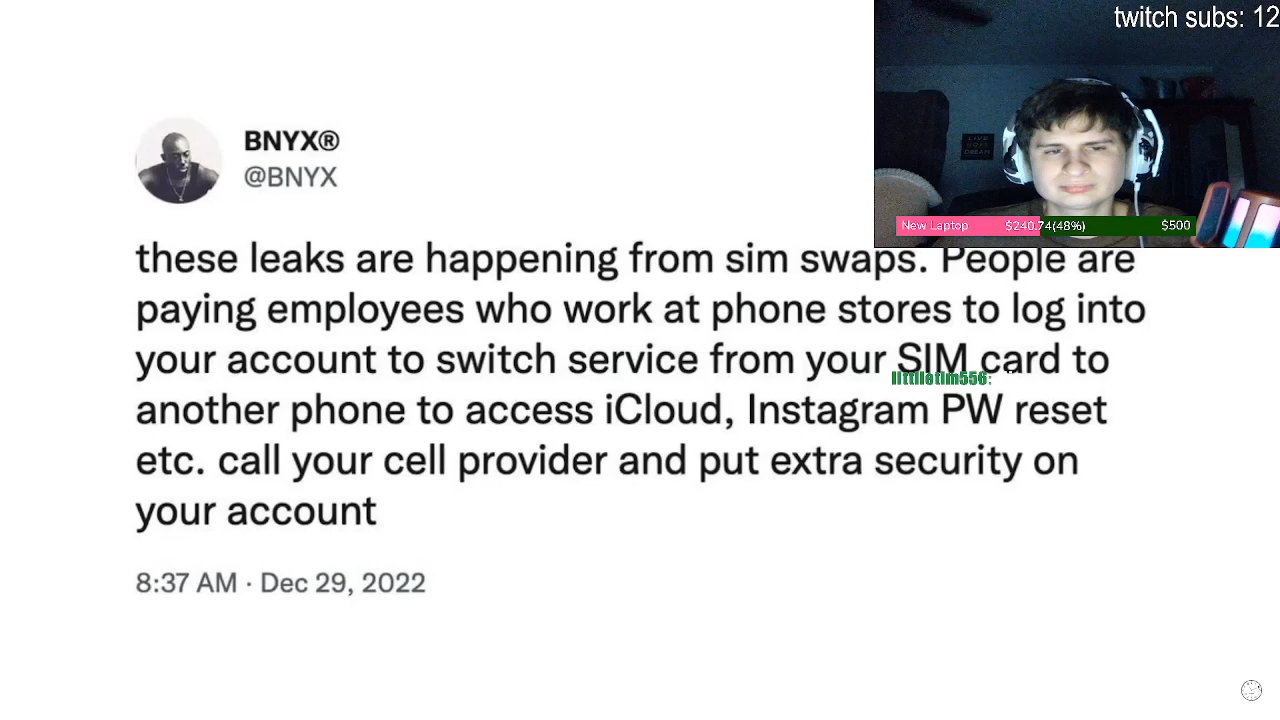 twitch subs: 12
BNYX®
@BNYX
LIVE
DREAM
New Laptop $240.74(48%) $500
these leaks are happening from sim swaps. People are
paying employees who work at phone stores to log into
your account to switch service from your SIM card to
littlletim556:
another phone to access iCloud, Instagram PW reset
etc. call your cell provider and put extra security on
your account
8:37 AM · Dec 29, 2022